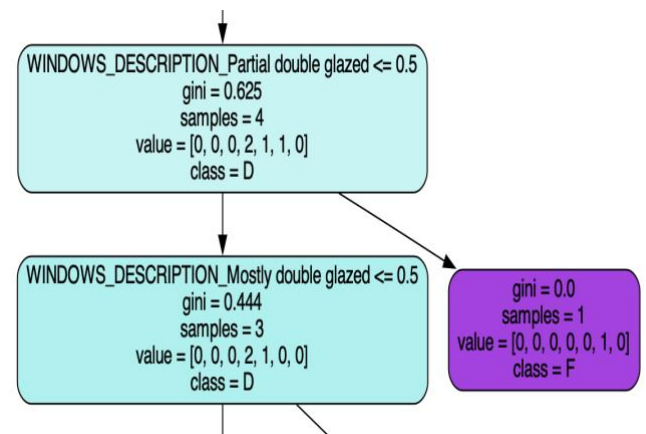 WINDOWS_DESCRIPTION_Partial double glazed <= 0.5
gini = 0.625
samples = 4
value = [0, 0, 0, 2, 1, 1, 0]
class = D
WINDOWS_DESCRIPTION_Mostly double glazed <= 0.5
gini = 0.444
samples = 3
value = [0, 0, 0, 2, 1, 0, 0]
class = D
gini = 0.0
samples = 1
value = [0, 0, 0, 0, 0, 1, 0]
class = F